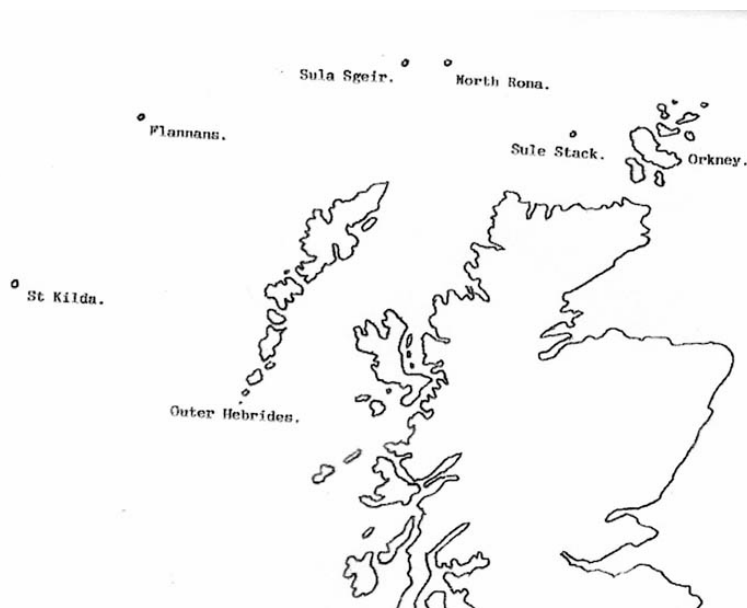 Sula Sgeir.
North Rona.
Flannans.
Sule Stack.
Orkney.
St Kilda.
Outer Hebrides.